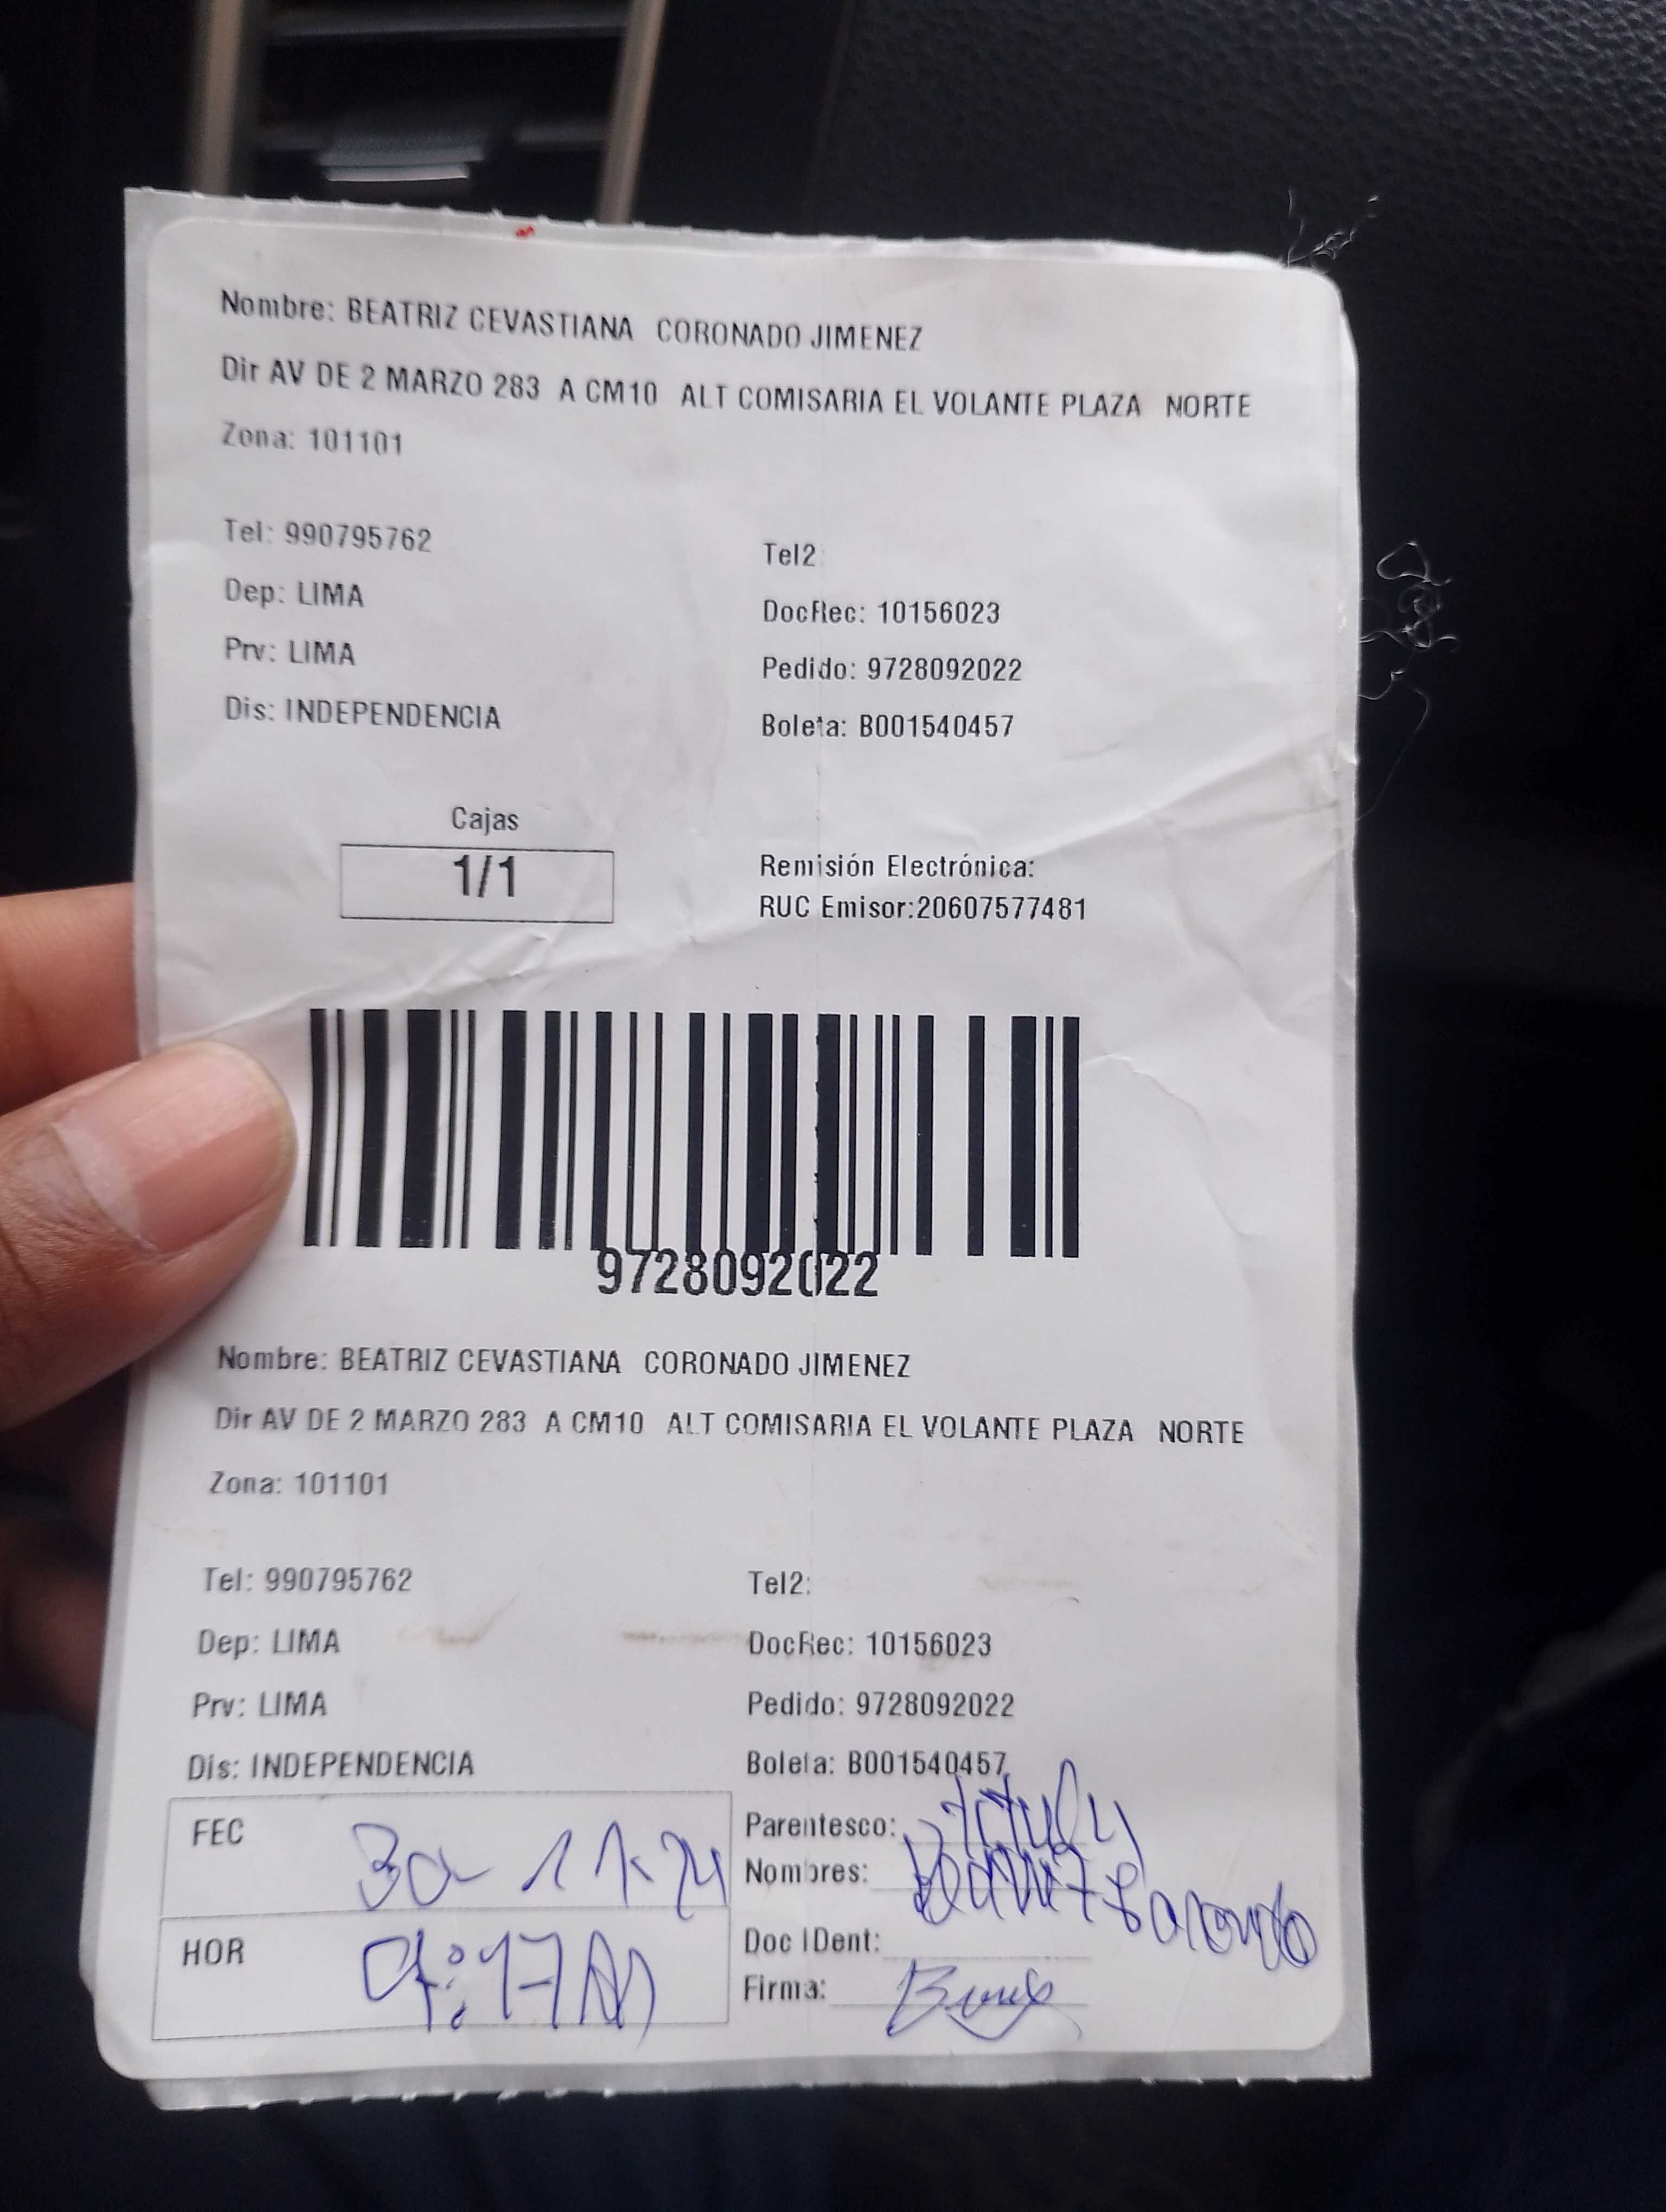 Nombre: BEATRIZ CEVASTIANA CORONADO JIMENEZ
Dir AV DE 2 MARZO 283 A CM10 ALT COMISARIA EL VOLANTE PLAZA NORTE
Zona: 101101
Tel: 990795762
Tel2:
Dep: LIMA
DocRec: 10156023
Prv: LIMA
Pedido: 9728092022
Dis: INDEPENDENCIA
Boleta: B001540457
Cajas
1/1
Remisión Electrónica:
RUC Emisor:20607577481
9728092022
Nombre: BEATRIZ CEVASTIANA CORONADO JIMENEZ
Dir AV DE 2 MARZO 283 A CM10 ALT COMISARIA EL VOLANTE PLAZA NORTE
Zona: 101101
Tel: 990795762
Tel2:
Dep: LIMA
DocRec: 10156023
Prv: LIMA
Pedido: 9728092022
Dis: INDEPENDENCIA
Boleta: B001540457
FEC 30-11-24
Parentesco:
Nombres:
HOR 9:17
Doc IDent:
Firma: